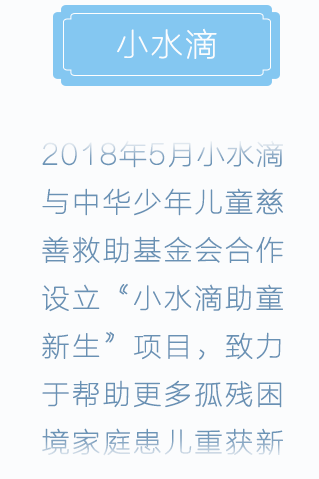 小水滴
2018年5月小水滴
与中华少年儿童慈
善救助基金会合作
设立“小水滴助童
新生”项目，致力
于帮助更多孤残困
境家庭患儿重获新